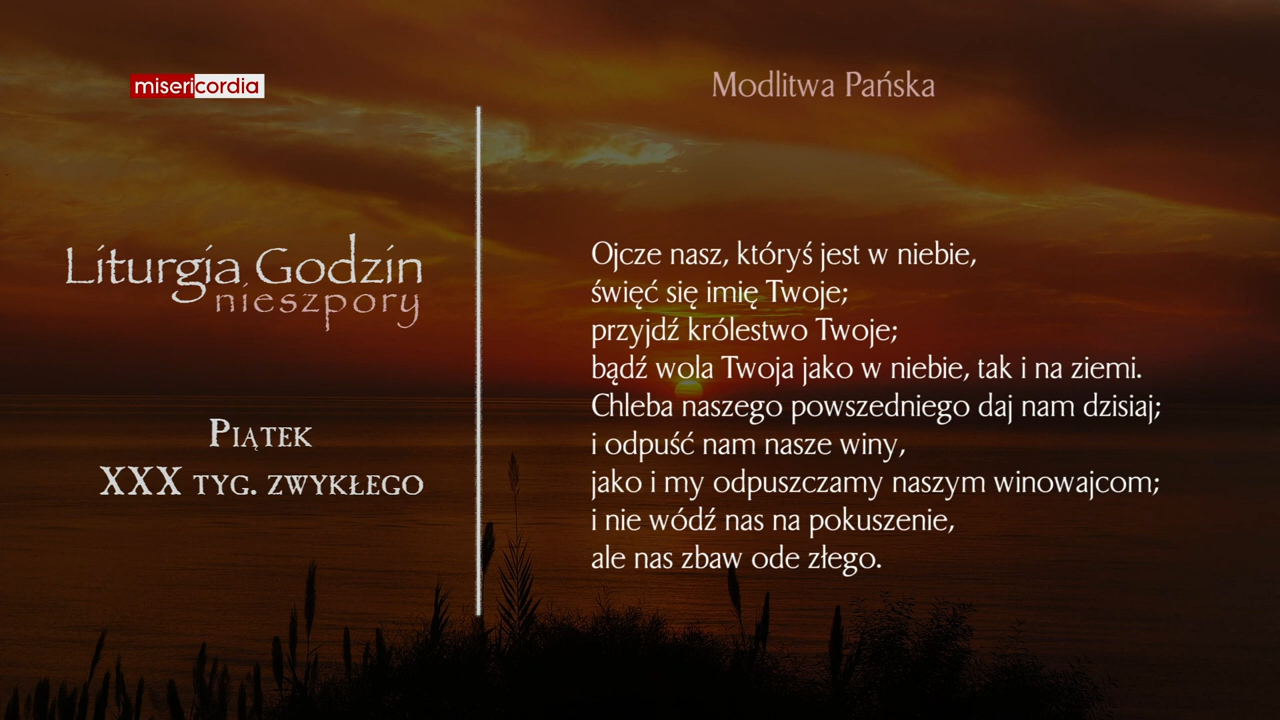 misericordia
Liturgia Godzin
nieszpory
Piątek
XXX tyg. zwykłego
Modlitwa Pańska
Ojcze nasz, któryś jest w niebie,
święć się imię Twoje;
przyjdź królestwo Twoje;
bądź wola Twoja jako w niebie, tak i na ziemi.
Chleba naszego powszedniego daj nam dzisiaj;
i odpuść nam nasze winy,
jako i my odpuszczamy naszym winowajcom;
i nie wódź nas na pokuszenie,
ale nas zbaw ode złego.